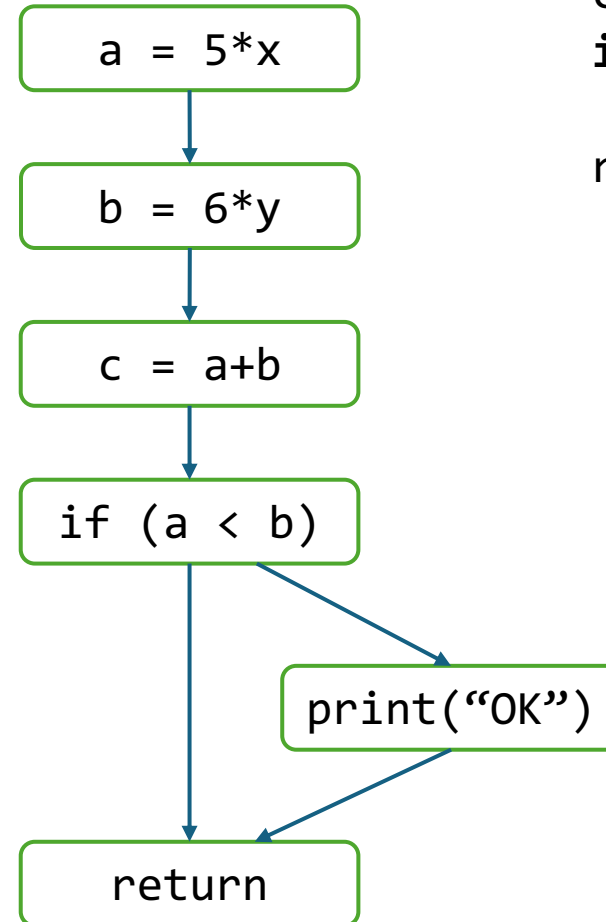 a = 5*x
b = 6*y
c = a+b
if (a < b)
print(“OK”)
return